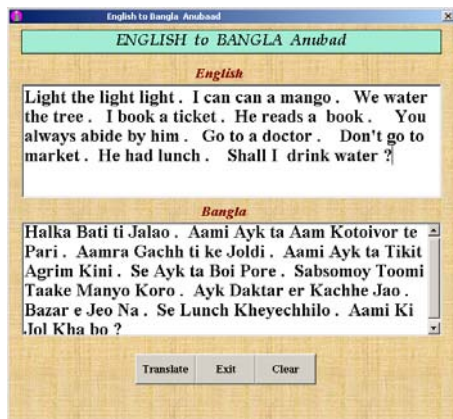 English to Bangla Anubaad
ENGLISH to BANGLA Anubad
English
Light the light light . I can can a mango . We water
the tree . I book a ticket . He reads a book . You
always abide by him . Go to a doctor . Don't go to
market . He had lunch . Shall I drink water ?
Bangla
Halka Bati ti Jalao . Aami Ayk ta Aam Kotoivor te
Pari . Aamra Gachh ti ke Joldi . Aami Ayk ta Tikit
Agrim Kini . Se Ayk ta Boi Pore . Sabsomoy Toomi
Taake Manyo Koro . Ayk Daktar er Kachhe Jao .
Bazar e Jeo Na . Se Lunch Kheyechhilo . Aami Ki
Jol Kha bo ?
Translate Exit Clear